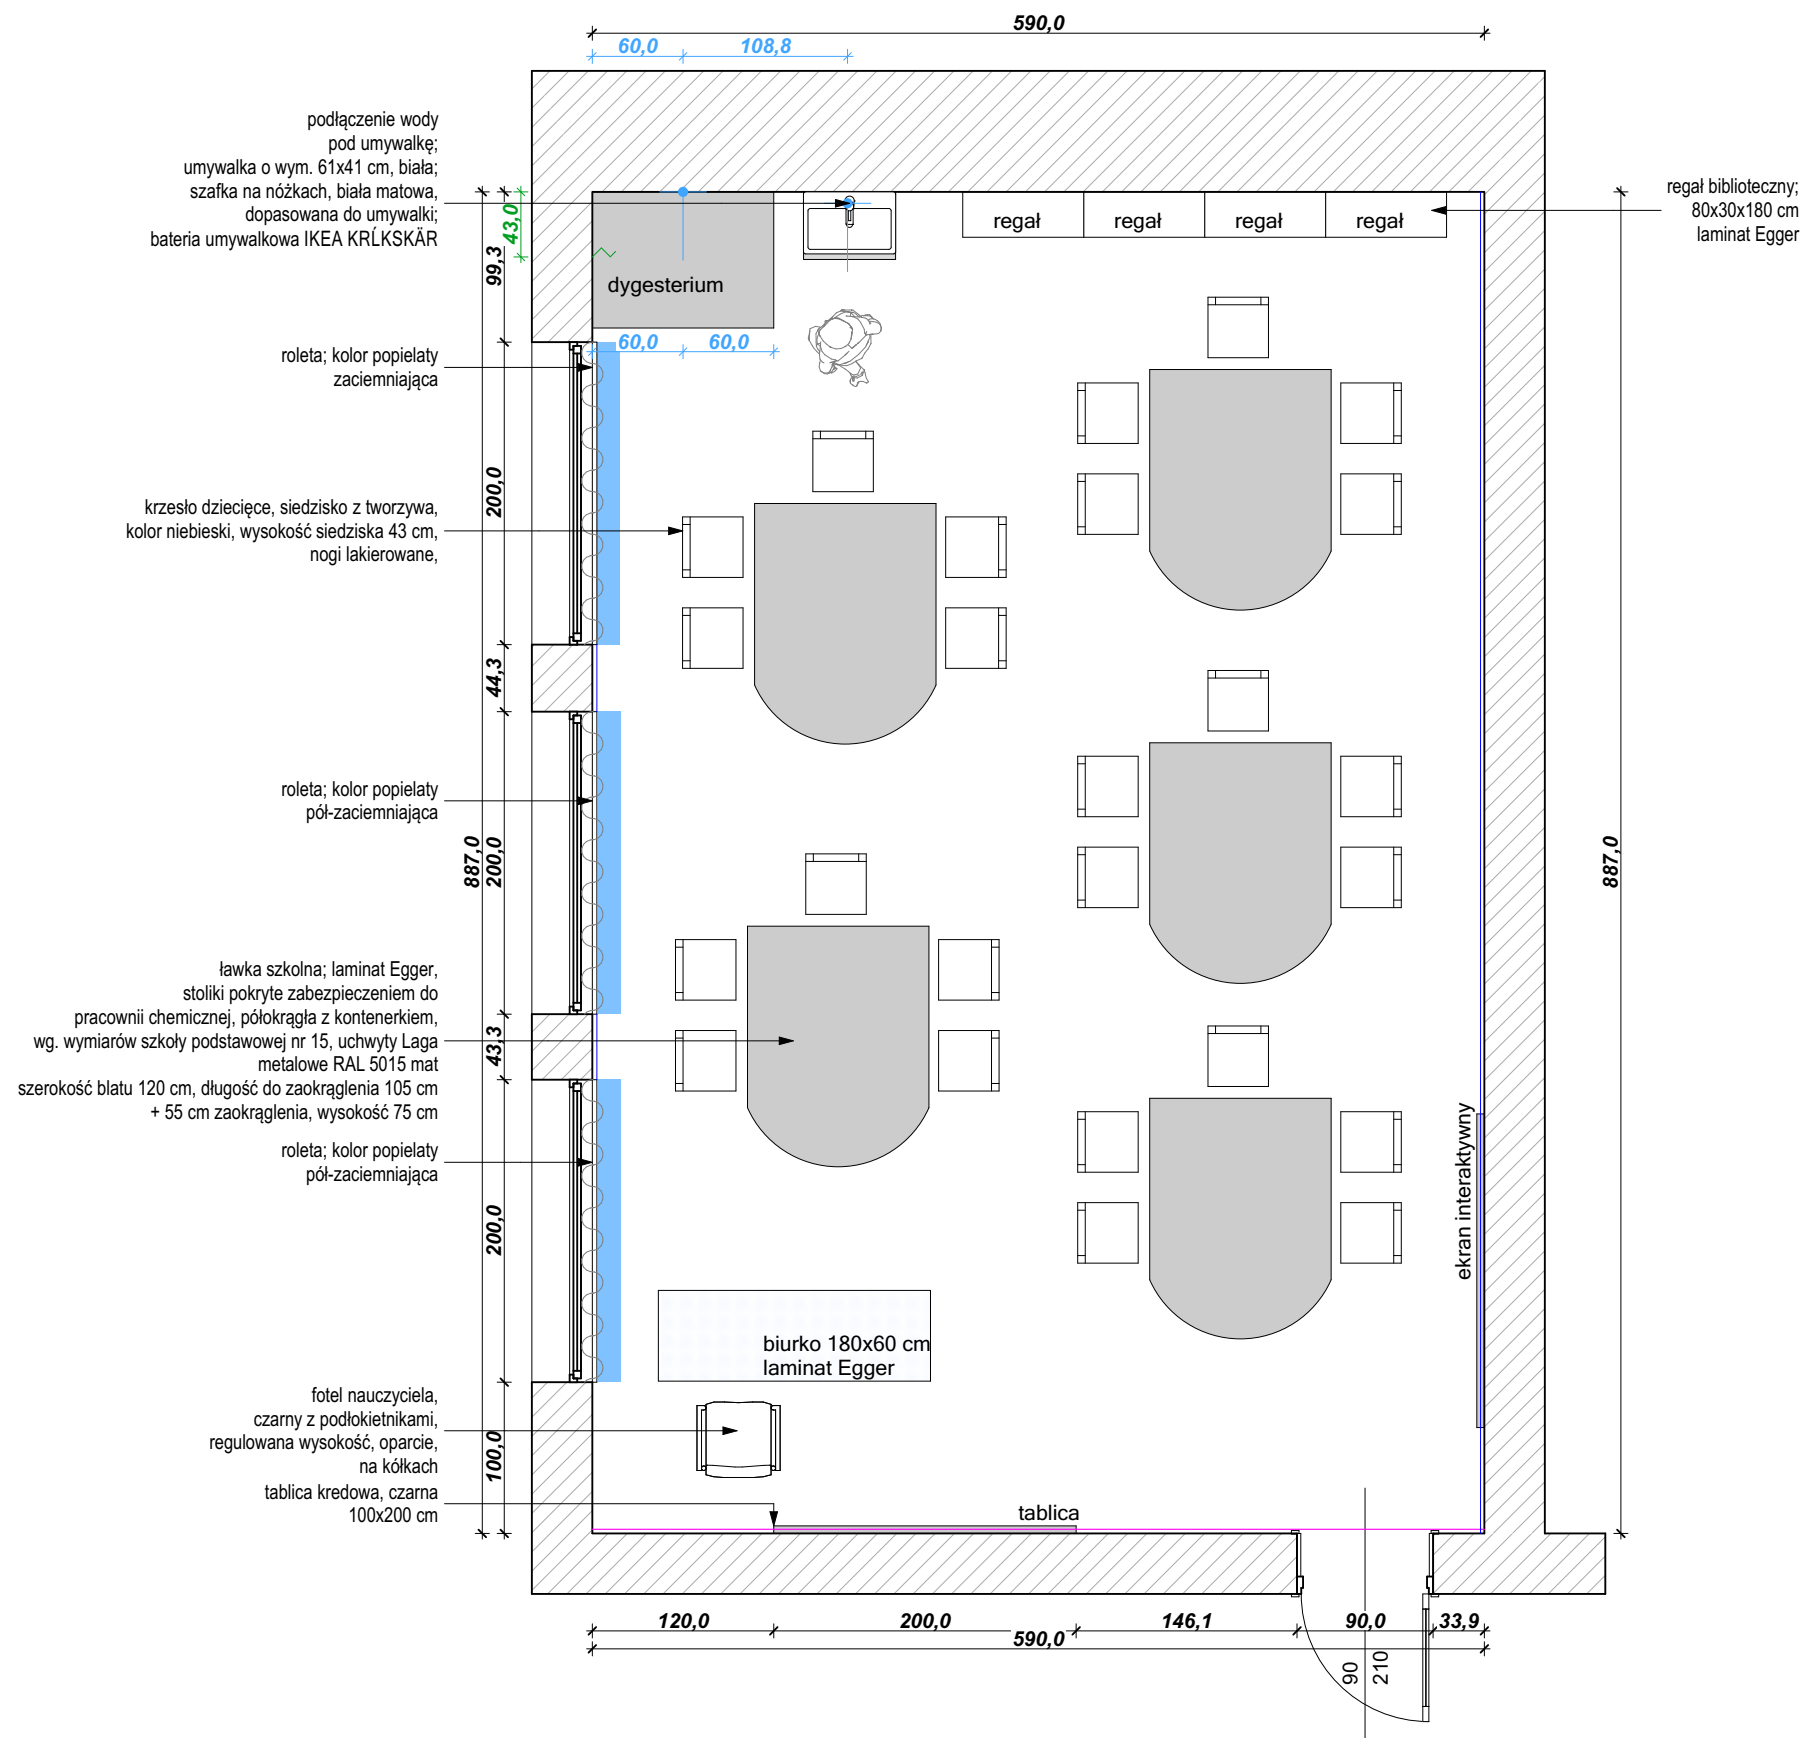 590,0
60,0
108,8
podłączenie wody
pod umywalkę;
umywalka o wym. 61x41 cm, biała;
szafka na nóżkach, biała matowa,
dopasowana do umywalki;
bateria umywalkowa IKEA KRĹKSKÄR
43,0
99,3
regał
regał
regał
regał
regał biblioteczny;
80x30x180 cm
laminat Egger
dygesterium
60,0
60,0
roleta; kolor popielaty
zaciemniająca
200,0
krzesło dziecięce, siedzisko z tworzywa,
kolor niebieski, wysokość siedziska 43 cm,
nogi lakierowane,
44,3
roleta; kolor popielaty
pół-zaciemniająca
887,0
200,0
887,0
ławka szkolna; laminat Egger,
stoliki pokryte zabezpieczeniem do
pracownii chemicznej, półokrągła z kontenerkiem,
wg. wymiarów szkoły podstawowej nr 15, uchwyty Laga
metalowe RAL 5015 mat
szerokość blatu 120 cm, długość do zaokrąglenia 105 cm
+ 55 cm zaokrąglenia, wysokość 75 cm
43,3
roleta; kolor popielaty
pół-zaciemniająca
200,0
ekran interaktywny
biurko 180x60 cm
laminat Egger
fotel nauczyciela,
czarny z podłokietnikami,
regulowana wysokość, oparcie,
na kółkach
100,0
tablica kredowa, czarna
100x200 cm
tablica
120,0
200,0
146,1
90,0
33,9
590,0
90
210